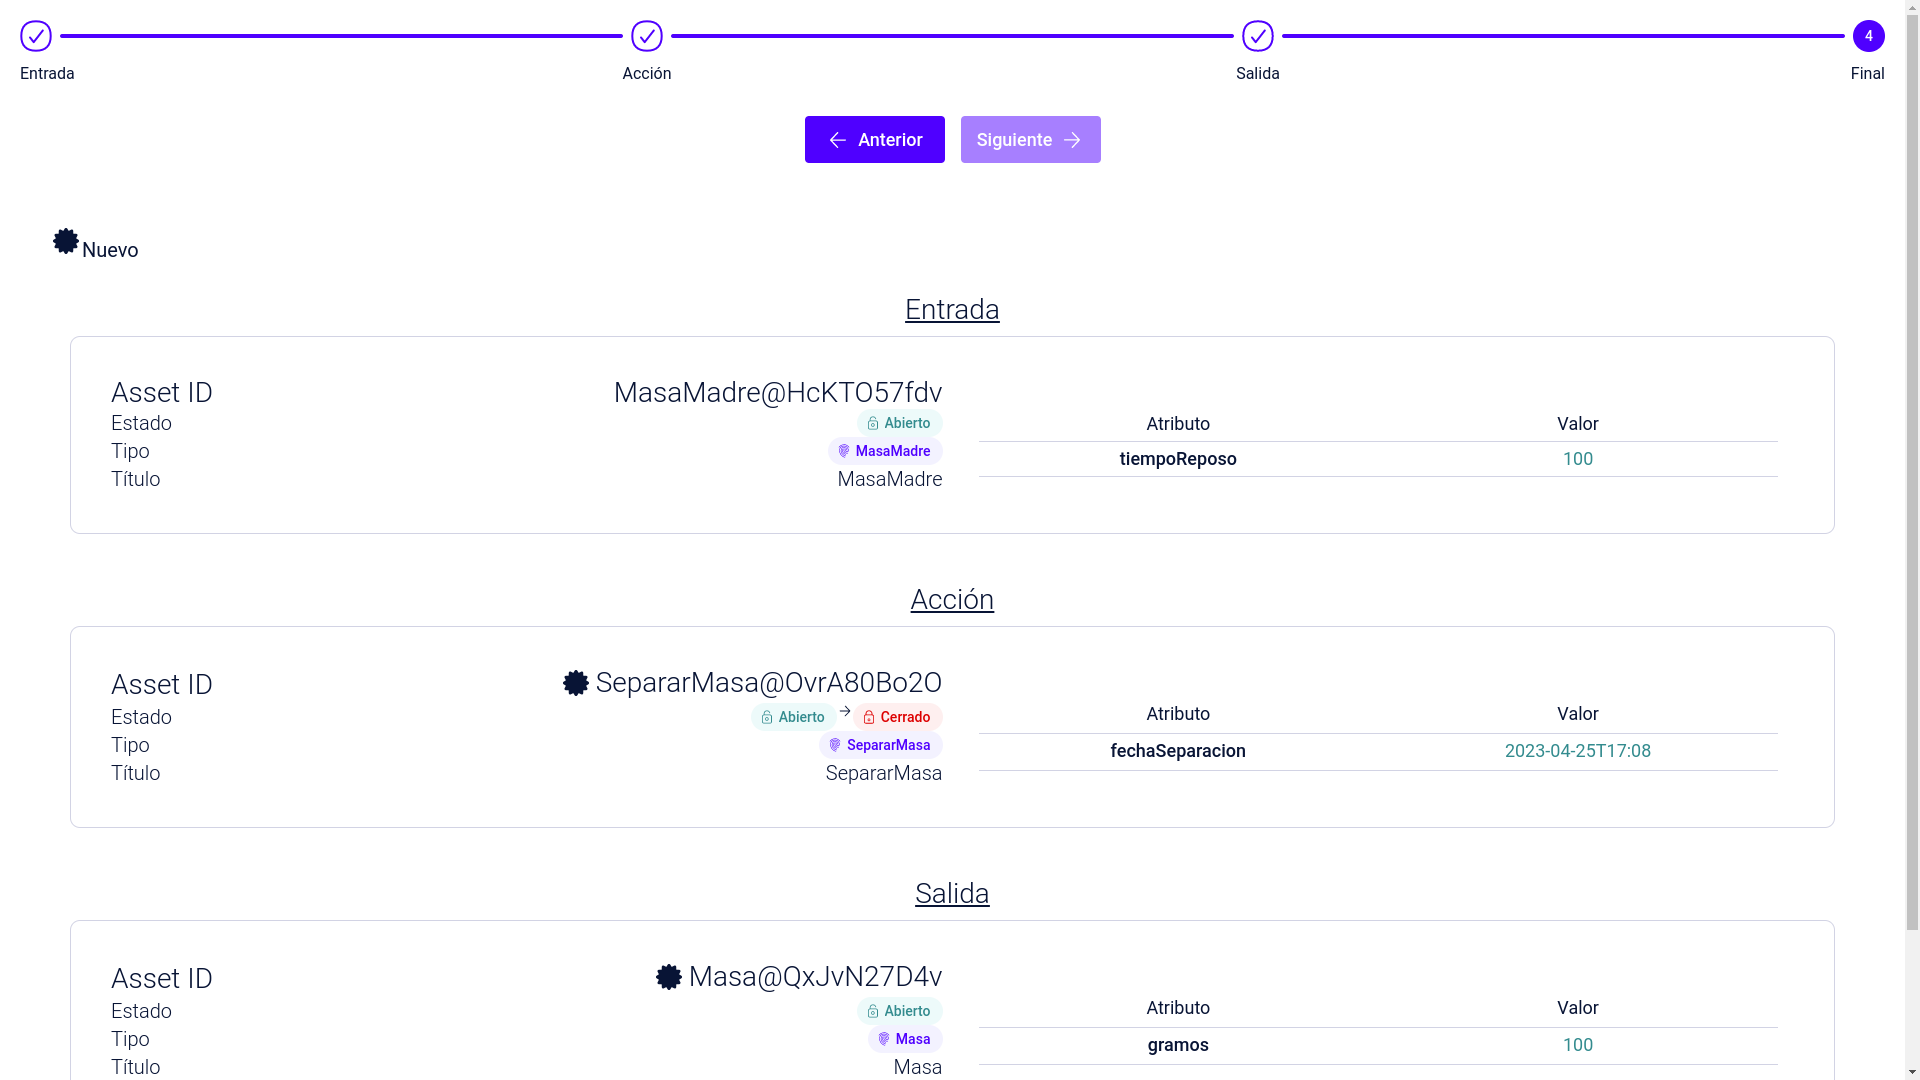 4
Entrada Acción Salida Final
Anterior Siguiente
Nuevo
Entrada
Asset ID MasaMadre@HcKTO57fdv
Estado Abierto
Tipo MasaMadre
Título MasaMadre
Atributo Valor
tiempoReposo 100
Acción
Asset ID SepararMasa@OvrA80Bo2O
Estado Abierto → Cerrado
Tipo SepararMasa
Título SepararMasa
Atributo Valor
fechaSeparacion 2023-04-25T17:08
Salida
Asset ID Masa@QxJvN27D4v
Estado Abierto
Tipo Masa
Título Masa
Atributo Valor
gramos 100